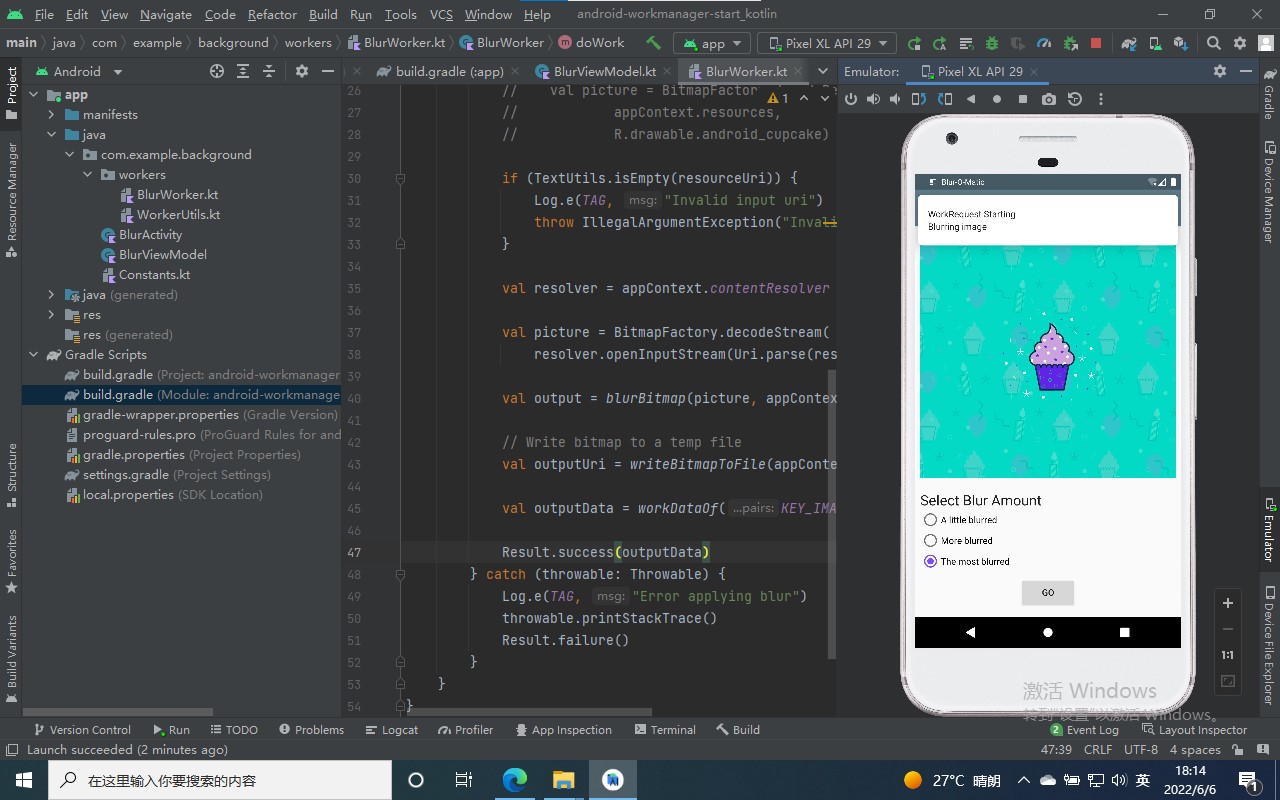 File Edit View Navigate Code Refactor Build Run Tools VCS Window Help android-workmanager-start_kotlin
main java com example background workers BlurWorker.kt BlurWorker doWork app Pixel XL API 29
Android
build.gradle (:app) BlurViewModel.kt BlurWorker.kt
Emulator: Pixel XL API 29
Project
Resource Manager
Structure
Favorites
Build Variants
app
manifests
java
com.example.background
workers
BlurWorker.kt
WorkerUtils.kt
BlurActivity
BlurViewModel
Constants.kt
java (generated)
res
res (generated)
Gradle Scripts
build.gradle (Project: android-workmanager
build.gradle (Module: android-workmanage
gradle-wrapper.properties (Gradle Version)
proguard-rules.pro (ProGuard Rules for and
gradle.properties (Project Properties)
settings.gradle (Project Settings)
local.properties (SDK Location)
26 // val picture = BitmapFactor
1
27 // appContext.resources,
28 // R.drawable.android_cupcake)
29
30 if (TextUtils.isEmpty(resourceUri)) {
31 Log.e(TAG, msg: "Invalid input uri")
32 throw IllegalArgumentException("Invali
33 }
34
35 val resolver = appContext.contentResolver
36
37 val picture = BitmapFactory.decodeStream(
38 resolver.openInputStream(Uri.parse(res
39
40 val output = blurBitmap(picture, appContex
41
42 // Write bitmap to a temp file
43 val outputUri = writeBitmapToFile(appConte
44
45 val outputData = workDataOf( ...pairs: KEY_IMA
46
47 Result.success(outputData)
48 } catch (throwable: Throwable) {
49 Log.e(TAG, msg: "Error applying blur")
50 throwable.printStackTrace()
51 Result.failure()
52 }
53 }
54 }
Blur-O-Matic
WorkRequest Starting
Blurring image
Select Blur Amount
A little blurred
More blurred
The most blurred
GO
1:1
Gradle
Device Manager
Emulator
Device File Explorer
激活 Windows
转到"设置"以激活 Windows。
Version Control Run TODO Problems Logcat Profiler App Inspection Terminal Build 2 Event Log Layout Inspector
Launch succeeded (2 minutes ago) 47:39 CRLF UTF-8 4 spaces
在这里输入你要搜索的内容
27°C 晴朗
英
18:14
2022/6/6
1